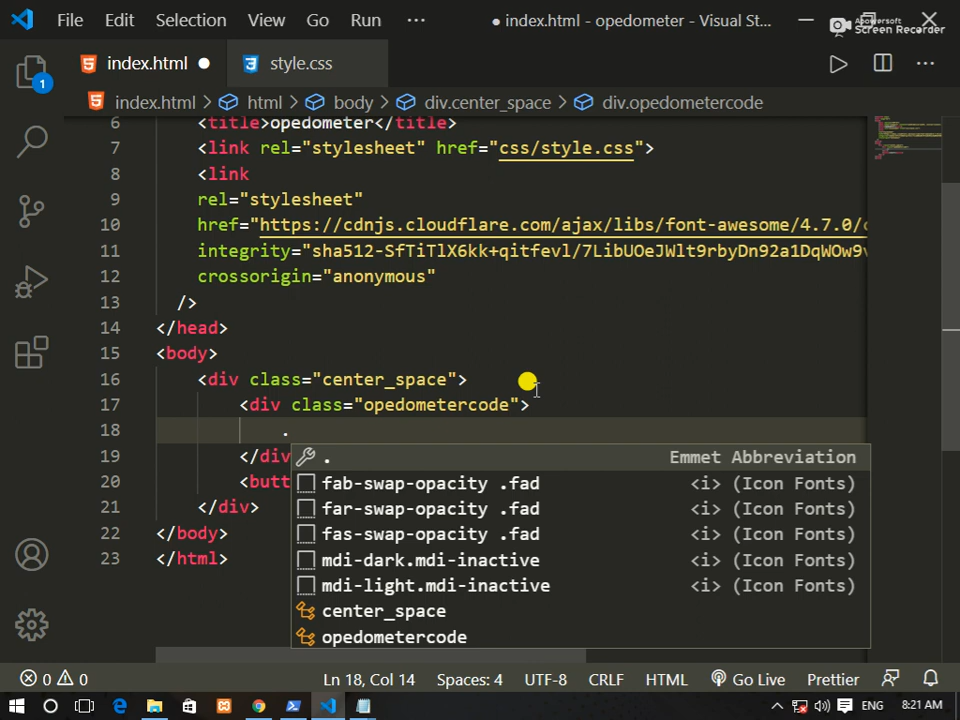 File Edit Selection View Go Run ··· ● index.html - opedometer - Visual St...
Apowersoft
Screen Recorder
index.html ● style.css
index.html > html > body > div.center_space > div.opedometercode
6 <title>opedometer</title>
7 <link rel="stylesheet" href="css/style.css">
8 <link
9 rel="stylesheet"
10 href="https://cdnjs.cloudflare.com/ajax/libs/font-awesome/4.7.0/c
11 integrity="sha512-SfTiTlX6kk+qitfevl/7LibUOeJWlt9rbyDn92a1DqWOw9v
12 crossorigin="anonymous"
13 />
14 </head>
15 <body>
16 <div class="center_space">
17 <div class="opedometercode">
18 .
19 </div
20 <butt
21 </div>
22 </body>
23 </html>
. Emmet Abbreviation
fab-swap-opacity .fad <i> (Icon Fonts)
far-swap-opacity .fad <i> (Icon Fonts)
fas-swap-opacity .fad <i> (Icon Fonts)
mdi-dark.mdi-inactive <i> (Icon Fonts)
mdi-light.mdi-inactive <i> (Icon Fonts)
center_space
opedometercode
1
0 0 Ln 18, Col 14 Spaces: 4 UTF-8 CRLF HTML Go Live Prettier
ENG 8:21 AM